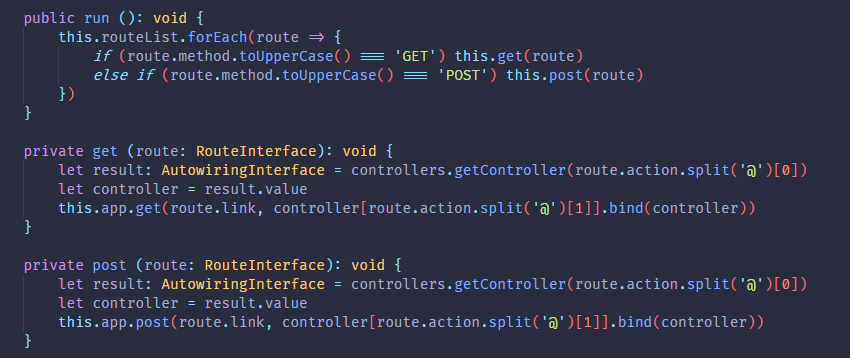 public run (): void {
this.routeList.forEach(route => {
if (route.method.toUpperCase() === 'GET') this.get(route)
else if (route.method.toUpperCase() === 'POST') this.post(route)
})
}
private get (route: RouteInterface): void {
let result: AutowiringInterface = controllers.getController(route.action.split('@')[0])
let controller = result.value
this.app.get(route.link, controller[route.action.split('@')[1]].bind(controller))
}
private post (route: RouteInterface): void {
let result: AutowiringInterface = controllers.getController(route.action.split('@')[0])
let controller = result.value
this.app.post(route.link, controller[route.action.split('@')[1]].bind(controller))
}